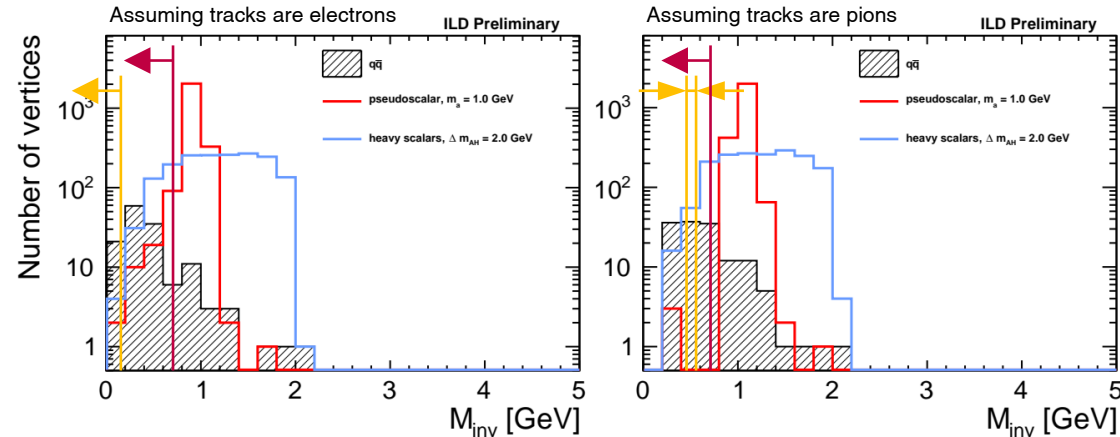 Assuming tracks are electrons
ILD Preliminary
Number of vertices
10³
10²
10
1
qq̄
pseudoscalar, mₐ = 1.0 GeV
heavy scalars, Δ m_AH = 2.0 GeV
0 1 2 3 4 5
M_inv [GeV]
Assuming tracks are pions
ILD Preliminary
10³
10²
10
1
qq̄
pseudoscalar, mₐ = 1.0 GeV
heavy scalars, Δ m_AH = 2.0 GeV
0 1 2 3 4 5
M_inv [GeV]